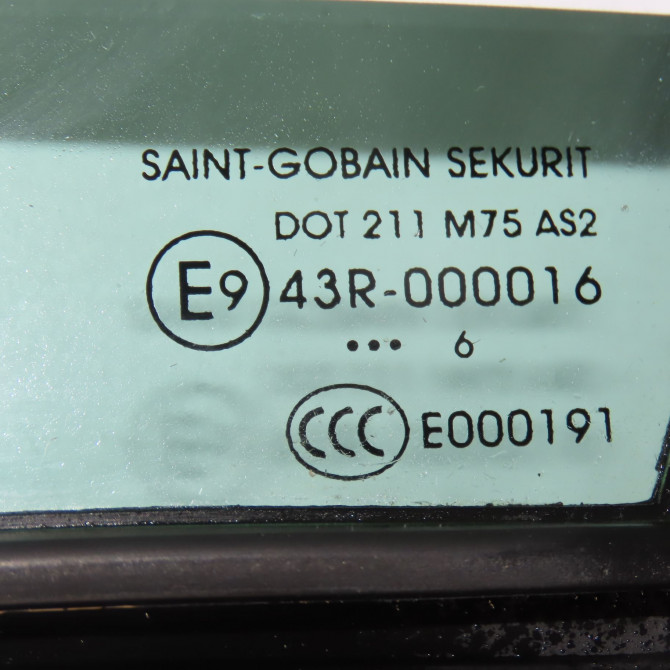 SAINT-GOBAIN SEKURIT
DOT 211 M75 AS2
E9 43R-000016
••• 6
CCC E000191